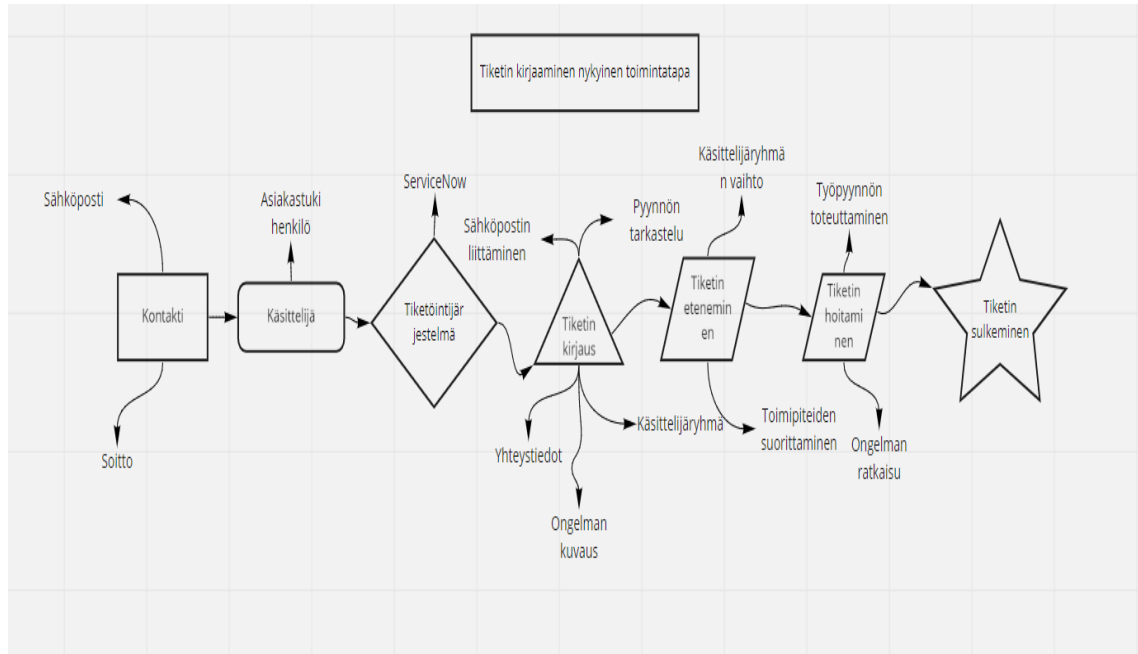 Tiketin kirjaaminen nykyinen toimintatapa
Sähköposti
Soitto
Kontakti
Asiakastuki
henkilö
Käsittelijä
ServiceNow
Tiketöintijär
jestelmä
Sähköpostin
liittäminen
Pyynnön
tarkastelu
Tiketin
kirjaus
Yhteystiedot
Ongelman
kuvaus
Käsittelijäryhmä
Käsittelijäryhmä
n vaihto
Tiketin
etenemin
en
Toimipiteiden
suorittaminen
Työpyynnön
toteuttaminen
Tiketin
hoitami
nen
Ongelman
ratkaisu
Tiketin
sulkeminen